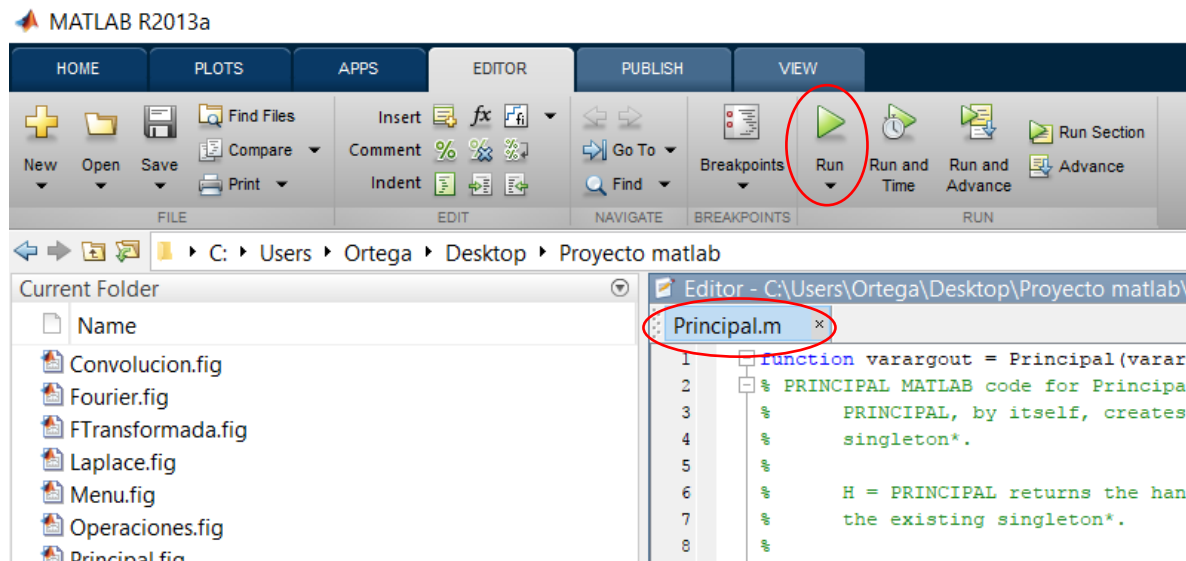 MATLAB R2013a
HOME PLOTS APPS EDITOR PUBLISH VIEW
New Open Save
Find Files
Compare
Print
FILE
Insert fx
Comment
Indent
EDIT
Go To
Find
NAVIGATE
Breakpoints
BREAKPOINTS
Run Run and Time Run and Advance
Run Section
Advance
RUN
C: Users Ortega Desktop Proyecto matlab
Current Folder
Name
Convolucion.fig
Fourier.fig
FTransformada.fig
Laplace.fig
Menu.fig
Operaciones.fig
Principal.fig
Editor - C:\Users\Ortega\Desktop\Proyecto matlab\
Principal.m ×
1 function varargout = Principal(varar
2 % PRINCIPAL MATLAB code for Principa
3 % PRINCIPAL, by itself, creates
4 % singleton*.
5 %
6 % H = PRINCIPAL returns the han
7 % the existing singleton*.
8 %